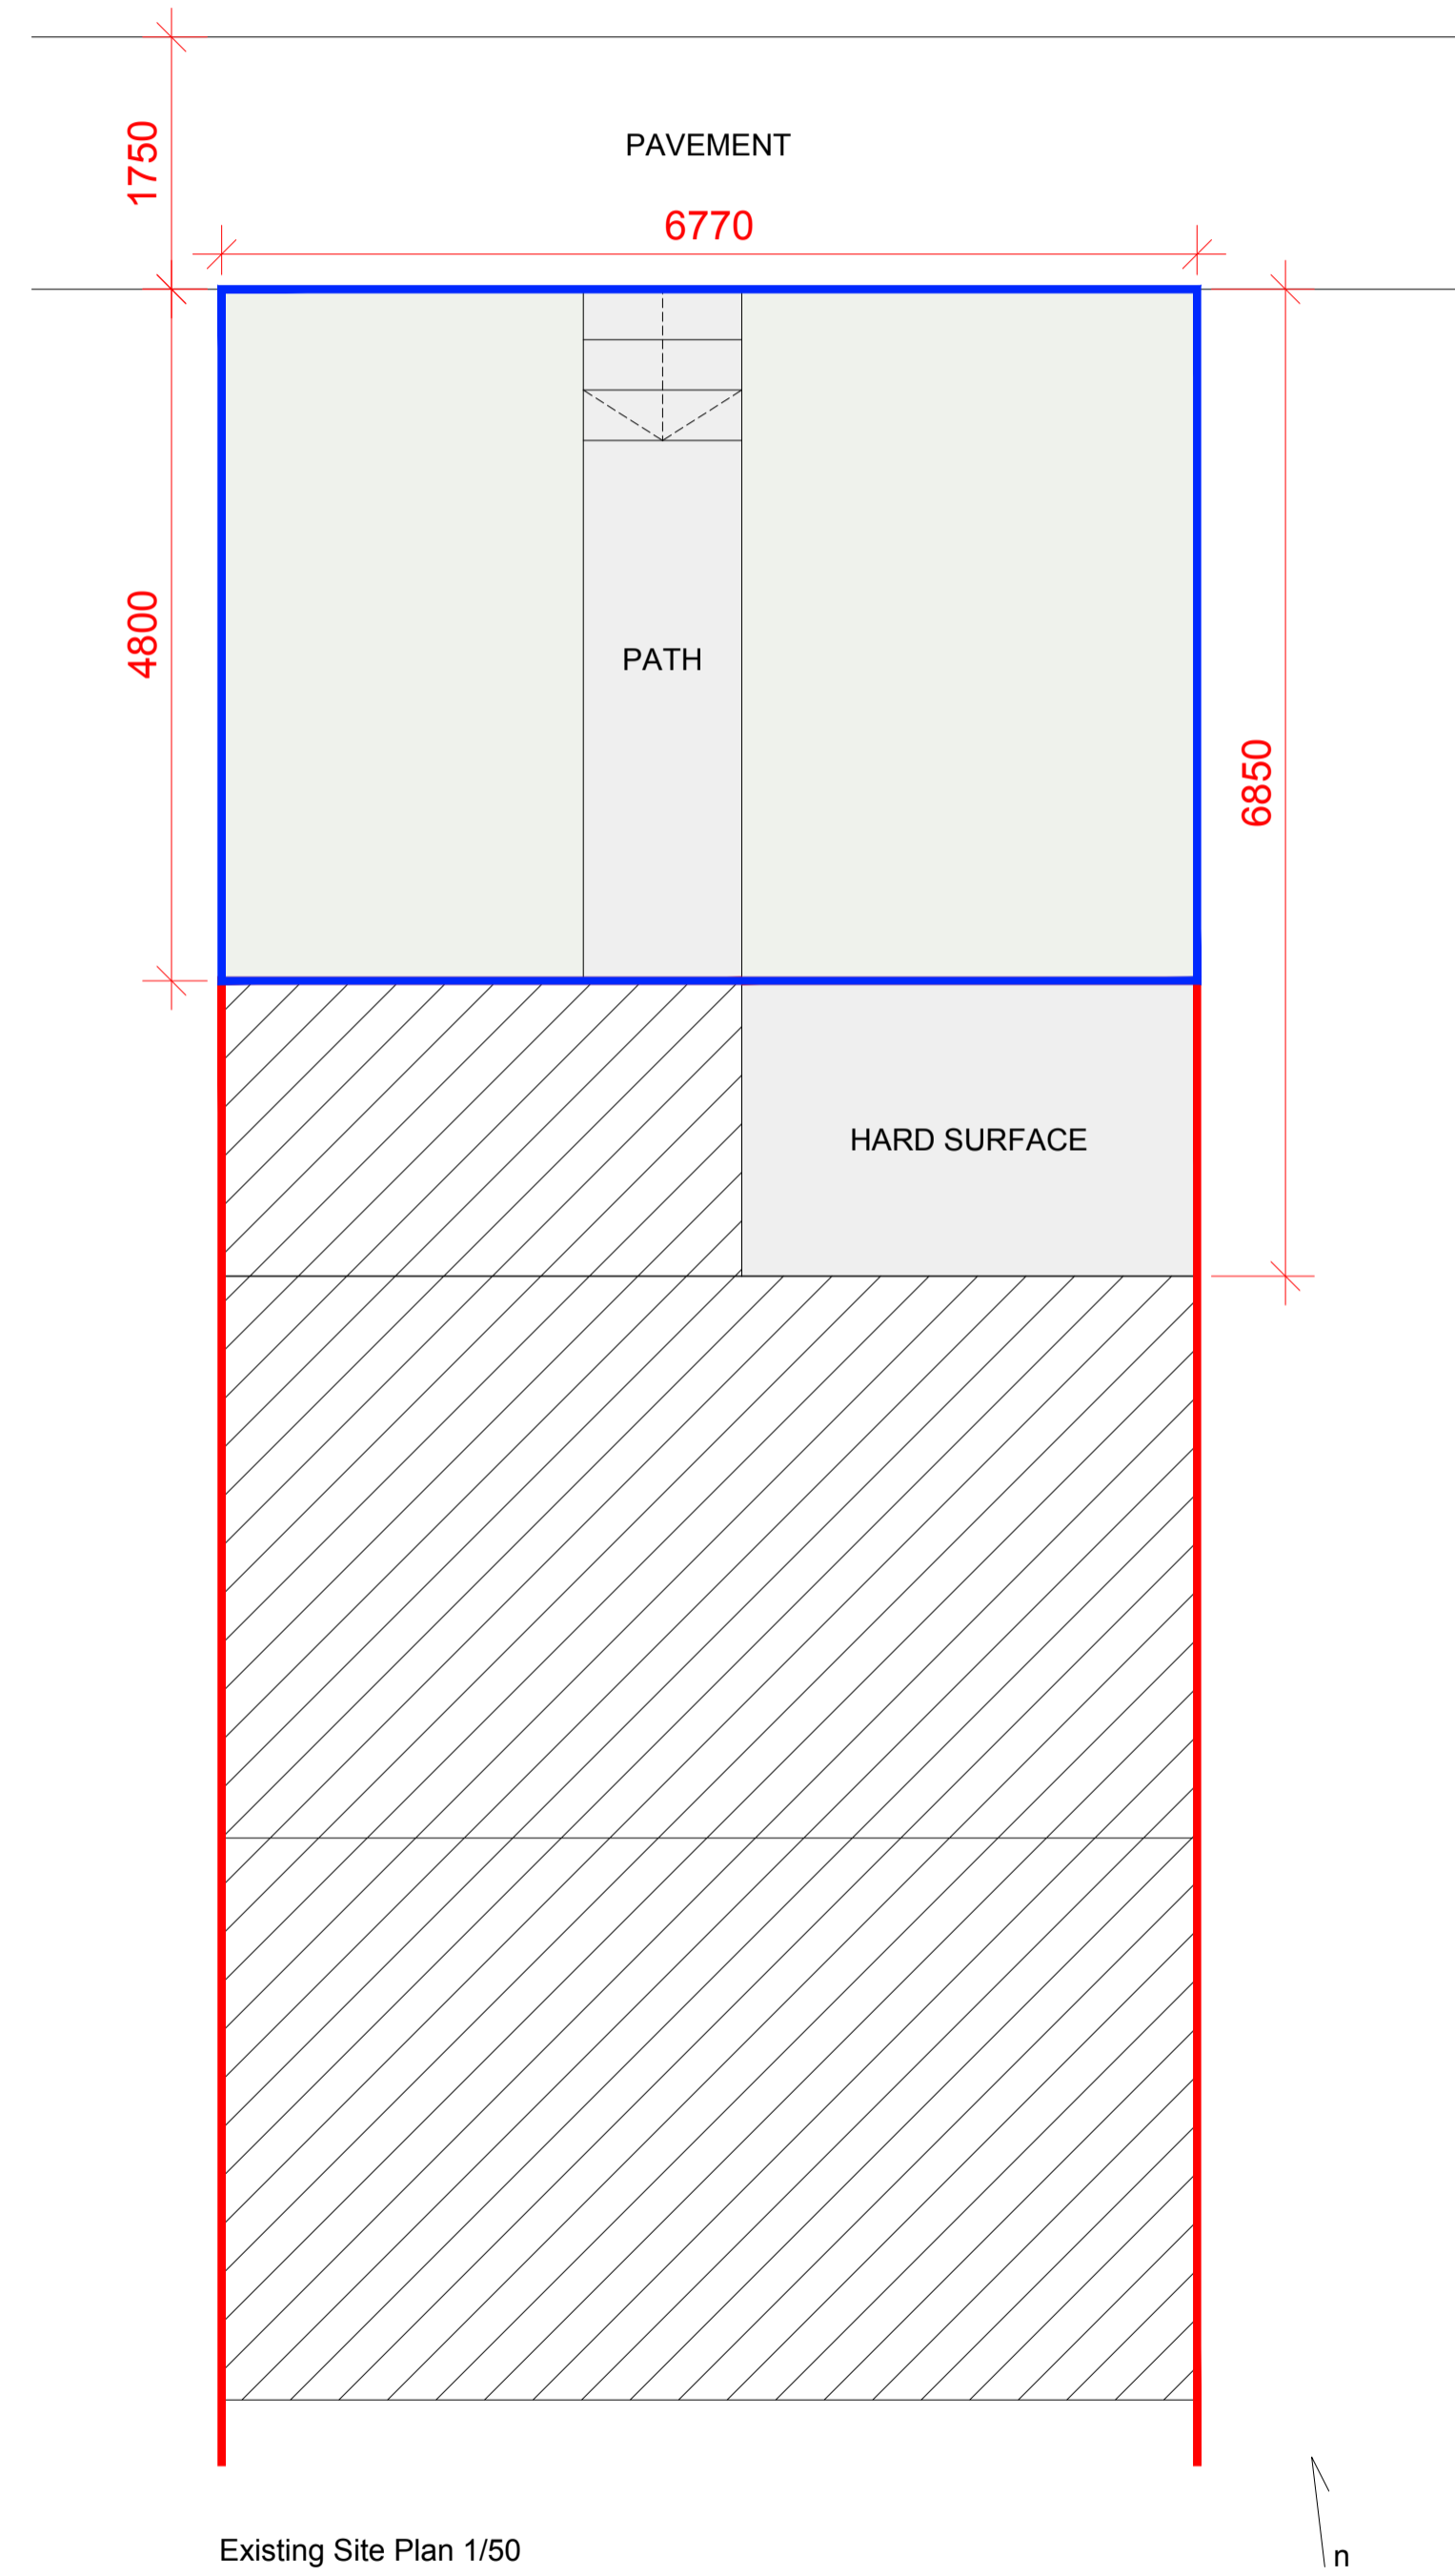 PAVEMENT
1750
6770
4800
PATH
6850
HARD SURFACE
Existing Site Plan 1/50
n